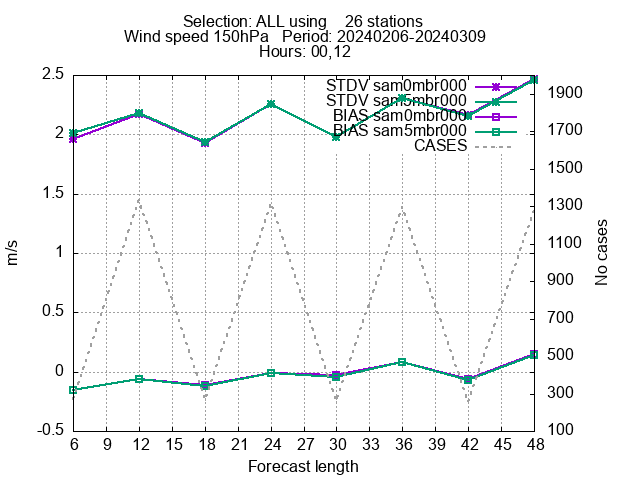 Selection: ALL using 26 stations
Wind speed 150hPa Period: 20240206-20240309
Hours: 00,12
2.5
2
1.5
1
0.5
0
-0.5
m/s
STDV sam0mbr000
STDV sam5mbr000
BIAS sam0mbr000
BIAS sam5mbr000
CASES
1900
1700
1500
1300
1100
900
700
500
300
100
No cases
6 9 12 15 18 21 24 27 30 33 36 39 42 45 48
Forecast length